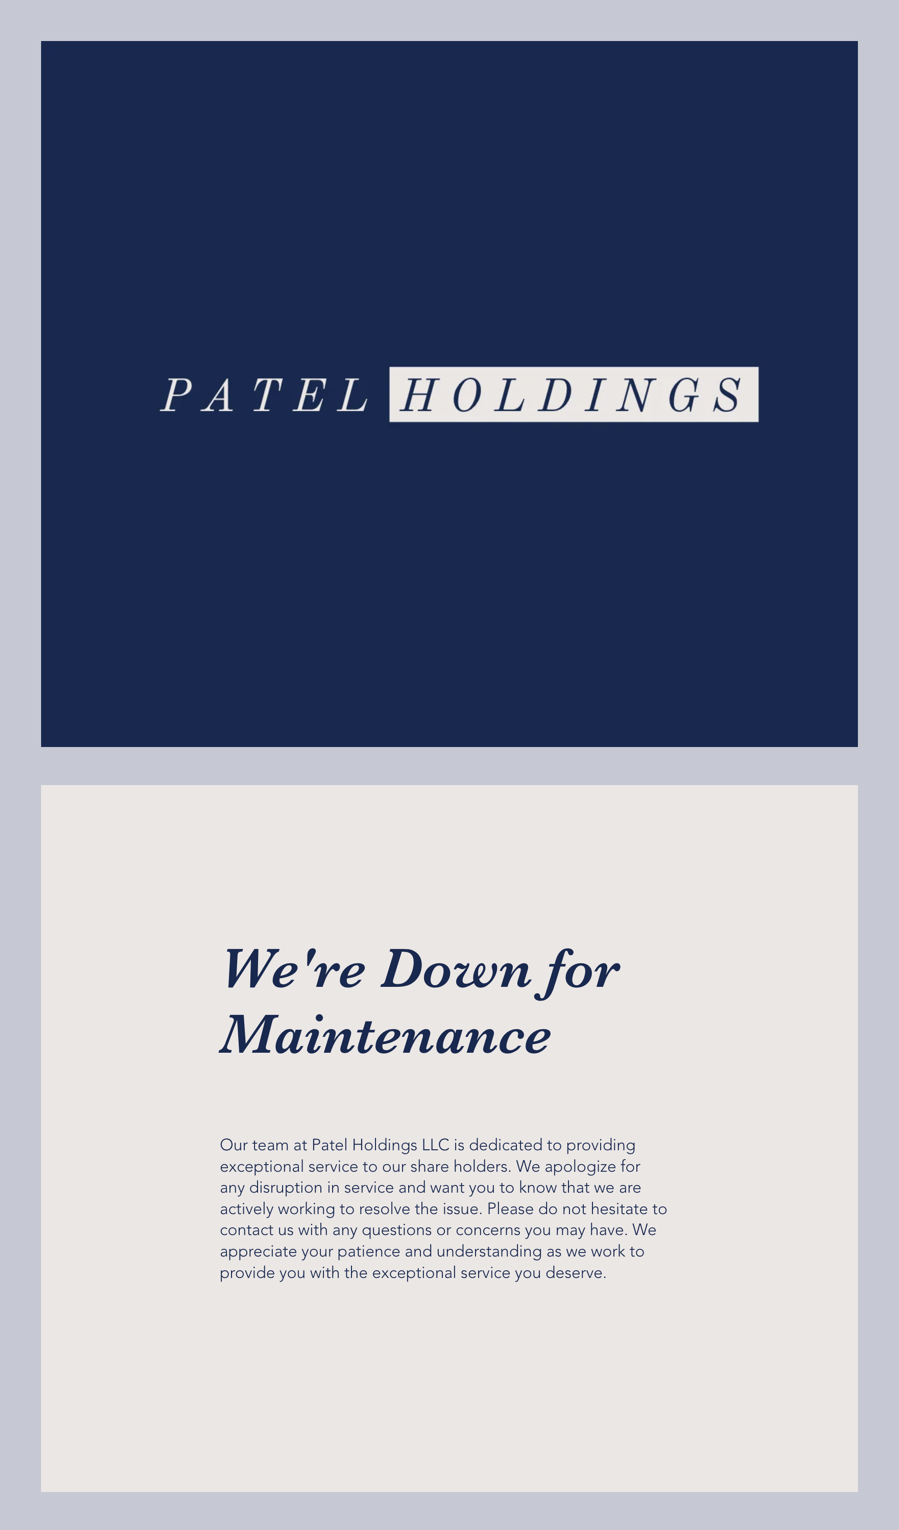 PATEL HOLDINGS
We're Down for
Maintenance
Our team at Patel Holdings LLC is dedicated to providing
exceptional service to our share holders. We apologize for
any disruption in service and want you to know that we are
actively working to resolve the issue. Please do not hesitate to
contact us with any questions or concerns you may have. We
appreciate your patience and understanding as we work to
provide you with the exceptional service you deserve.